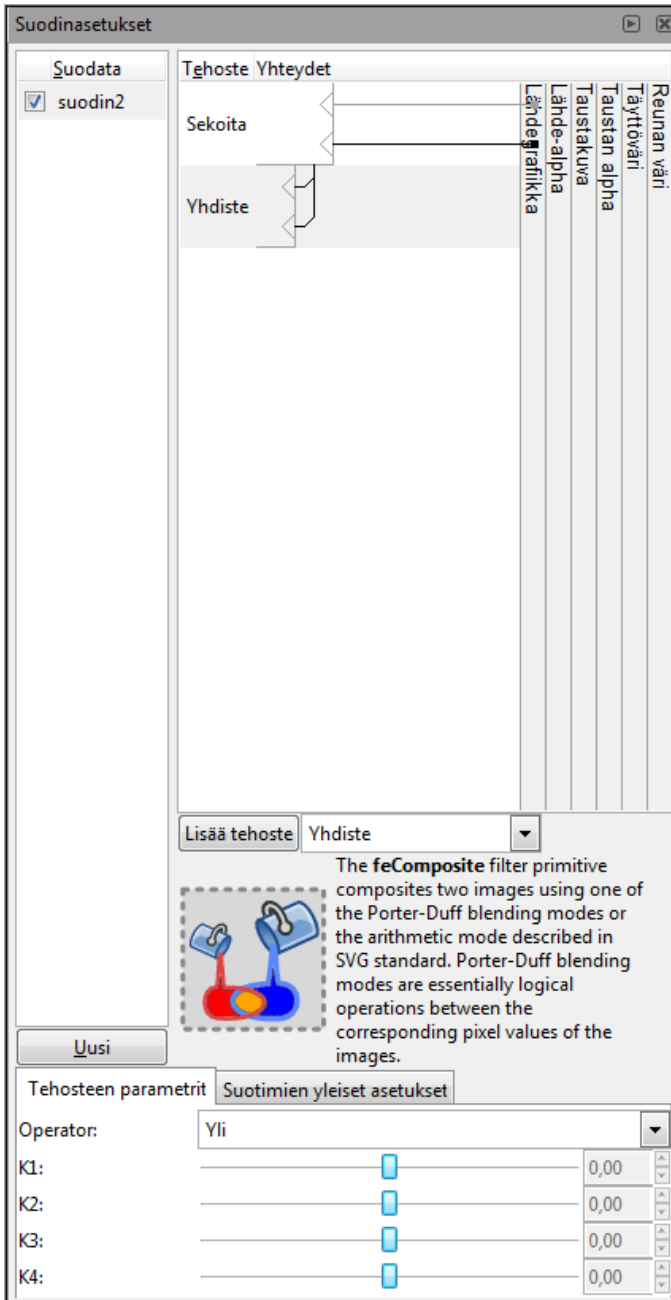 Suodinasetukset
Suodata
suodin2
Tehoste Yhteydet
Sekoita
Yhdiste
Lähdegrafiikka
Lähde-alpha
Taustakuva
Taustan alpha
Täyttöväri
Reunan väri
Lisää tehoste
Yhdiste
The feComposite filter primitive
composites two images using one of
the Porter-Duff blending modes or
the arithmetic mode described in
SVG standard. Porter-Duff blending
modes are essentially logical
operations between the
corresponding pixel values of the
images.
Uusi
Tehosteen parametrit
Suotimien yleiset asetukset
Operator:
Yli
K1:
0,00
K2:
0,00
K3:
0,00
K4:
0,00